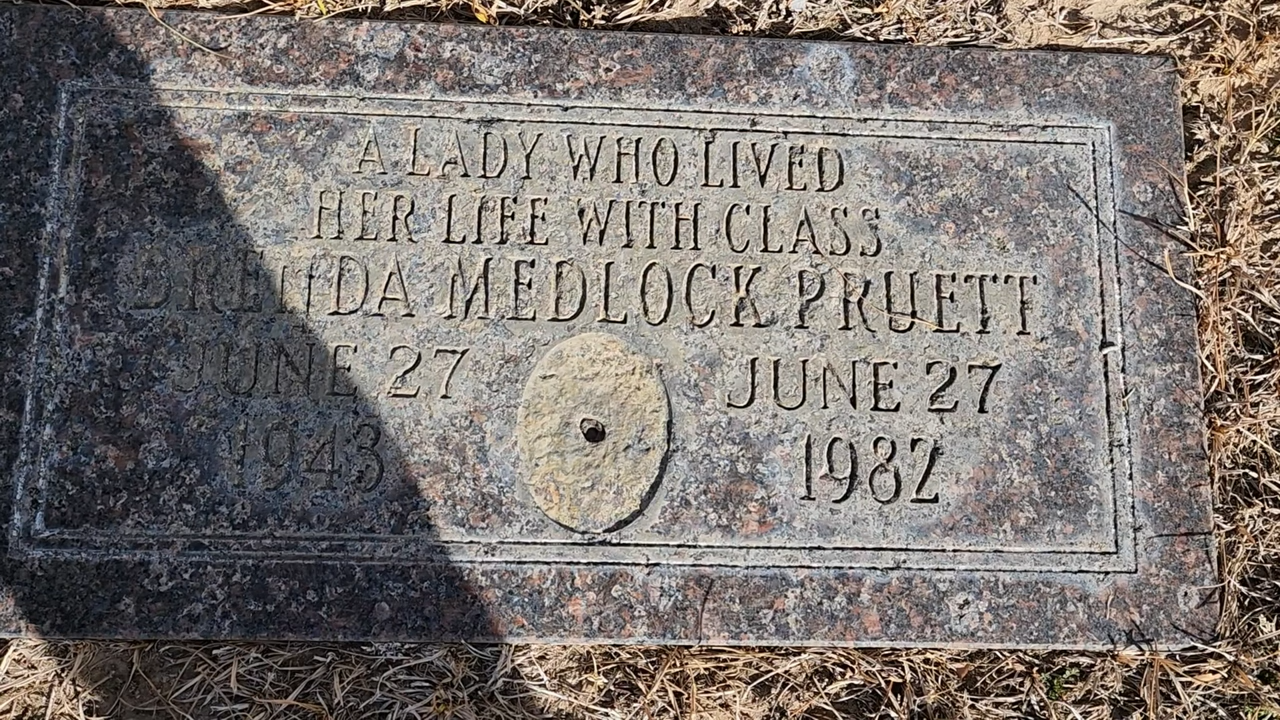 A LADY WHO LIVED
HER LIFE WITH CLASS
BRENDA MEDLOCK PRUETT
JUNE 27 JUNE 27
1943 1982